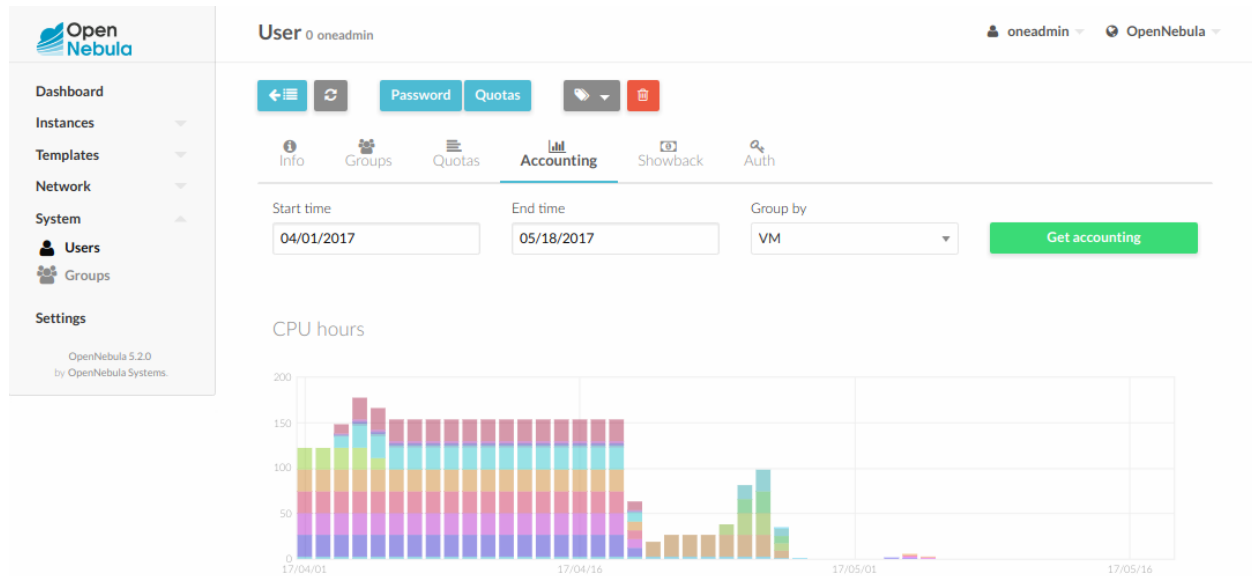 Open
Nebula
User 0 oneadmin
oneadmin
OpenNebula
Dashboard
Instances
Templates
Network
System
Users
Groups
Settings
OpenNebula 5.2.0
by OpenNebula Systems.
Password
Quotas
Info
Groups
Quotas
Accounting
Showback
Auth
Start time
End time
Group by
04/01/2017
05/18/2017
VM
Get accounting
CPU hours
200
150
100
50
0
17/04/01
17/04/16
17/05/01
17/05/16